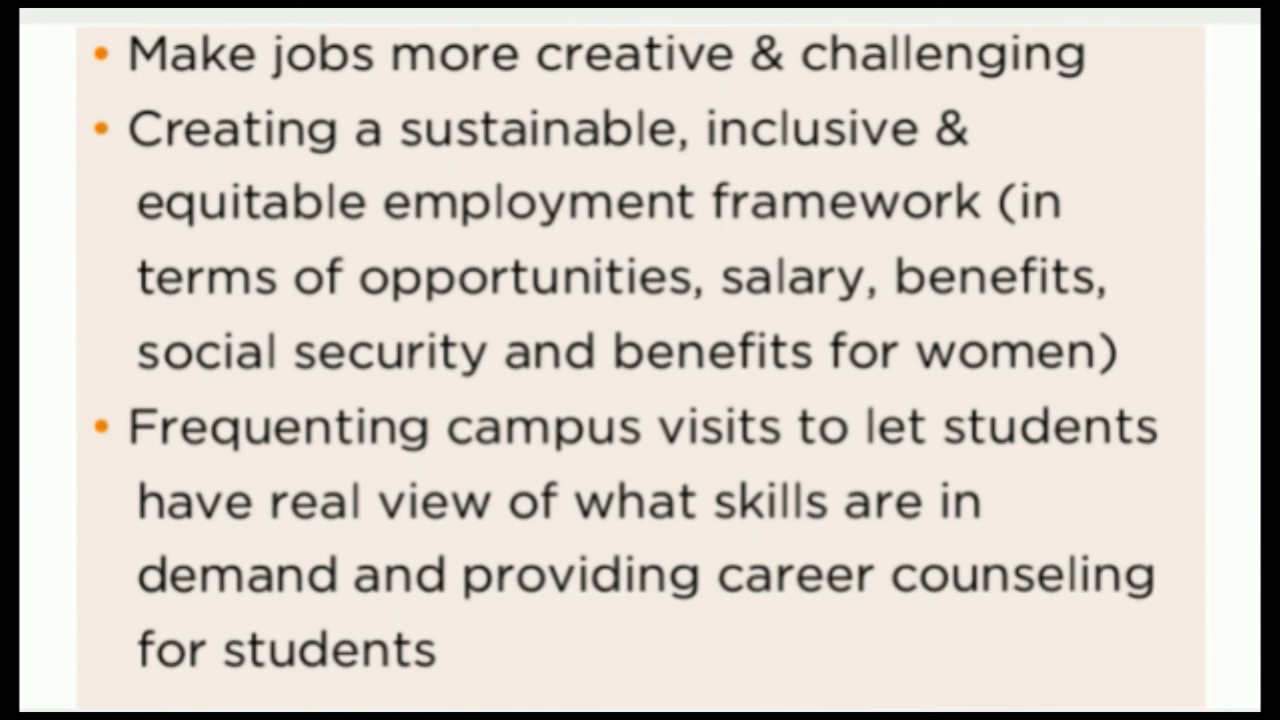 • Make jobs more creative & challenging
• Creating a sustainable, inclusive &
equitable employment framework (in
terms of opportunities, salary, benefits,
social security and benefits for women)
• Frequenting campus visits to let students
have real view of what skills are in
demand and providing career counseling
for students